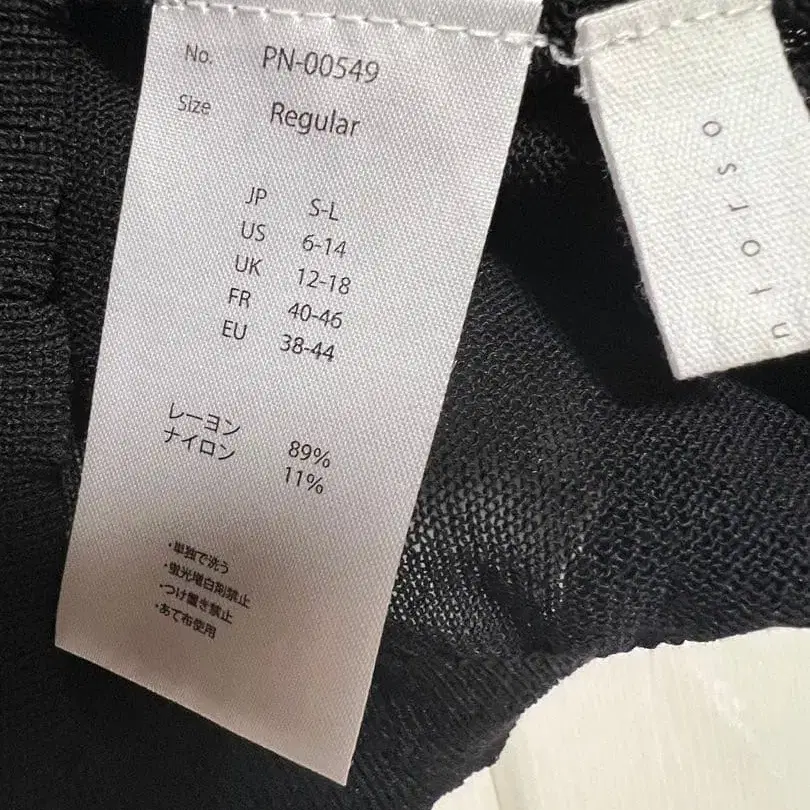 No. PN-00549
Size Regular
JP S-L
US 6-14
UK 12-18
FR 40-46
EU 38-44
レーヨン 89%
ナイロン 11%
・単独で洗う
・蛍光増白剤禁止
・つけ置き禁止
・あて布使用
u t o r s o